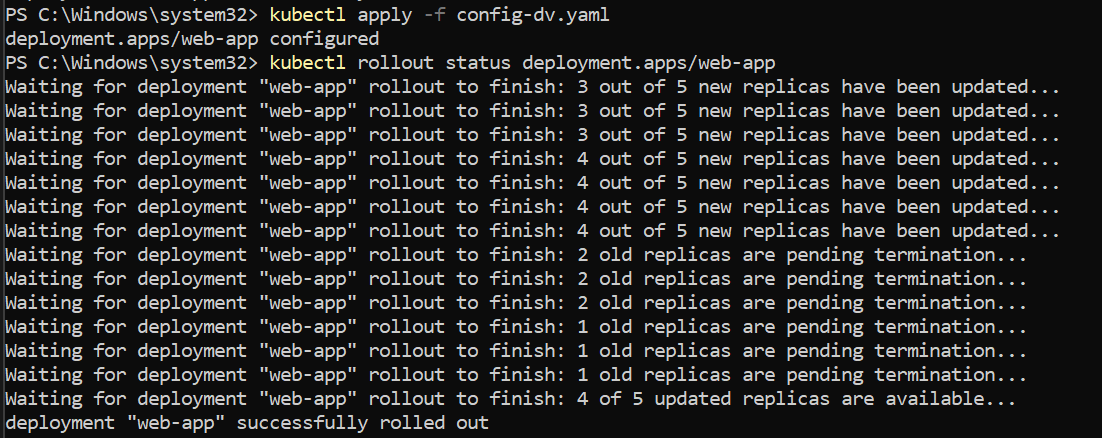 PS C:\Windows\system32> kubectl apply -f config-dv.yaml
deployment.apps/web-app configured
PS C:\Windows\system32> kubectl rollout status deployment.apps/web-app
Waiting for deployment "web-app" rollout to finish: 3 out of 5 new replicas have been updated...
Waiting for deployment "web-app" rollout to finish: 3 out of 5 new replicas have been updated...
Waiting for deployment "web-app" rollout to finish: 3 out of 5 new replicas have been updated...
Waiting for deployment "web-app" rollout to finish: 4 out of 5 new replicas have been updated...
Waiting for deployment "web-app" rollout to finish: 4 out of 5 new replicas have been updated...
Waiting for deployment "web-app" rollout to finish: 4 out of 5 new replicas have been updated...
Waiting for deployment "web-app" rollout to finish: 4 out of 5 new replicas have been updated...
Waiting for deployment "web-app" rollout to finish: 2 old replicas are pending termination...
Waiting for deployment "web-app" rollout to finish: 2 old replicas are pending termination...
Waiting for deployment "web-app" rollout to finish: 2 old replicas are pending termination...
Waiting for deployment "web-app" rollout to finish: 1 old replicas are pending termination...
Waiting for deployment "web-app" rollout to finish: 1 old replicas are pending termination...
Waiting for deployment "web-app" rollout to finish: 1 old replicas are pending termination...
Waiting for deployment "web-app" rollout to finish: 4 of 5 updated replicas are available...
deployment "web-app" successfully rolled out